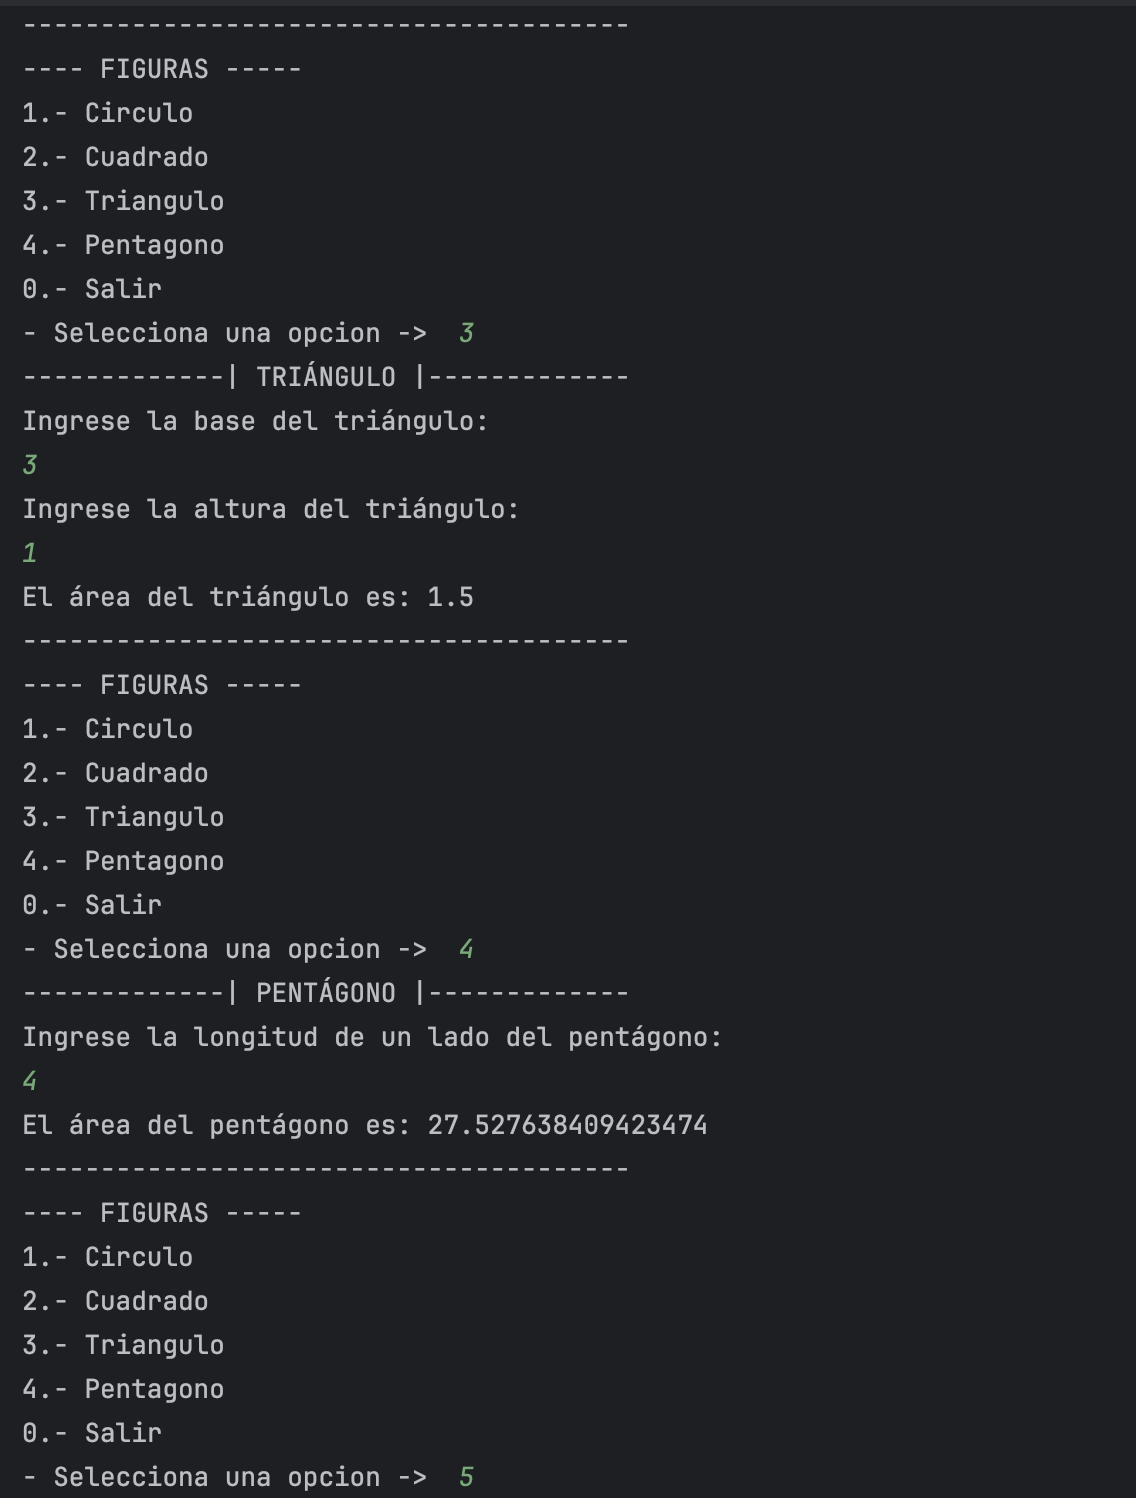 ---------------------------------------
---- FIGURAS -----
1.- Circulo
2.- Cuadrado
3.- Triangulo
4.- Pentagono
0.- Salir
- Selecciona una opcion ->  3
-------------| TRIÁNGULO |-------------
Ingrese la base del triángulo:
3
Ingrese la altura del triángulo:
1
El área del triángulo es: 1.5
---------------------------------------
---- FIGURAS -----
1.- Circulo
2.- Cuadrado
3.- Triangulo
4.- Pentagono
0.- Salir
- Selecciona una opcion ->  4
-------------| PENTÁGONO |-------------
Ingrese la longitud de un lado del pentágono:
4
El área del pentágono es: 27.527638409423474
---------------------------------------
---- FIGURAS -----
1.- Circulo
2.- Cuadrado
3.- Triangulo
4.- Pentagono
0.- Salir
- Selecciona una opcion ->  5